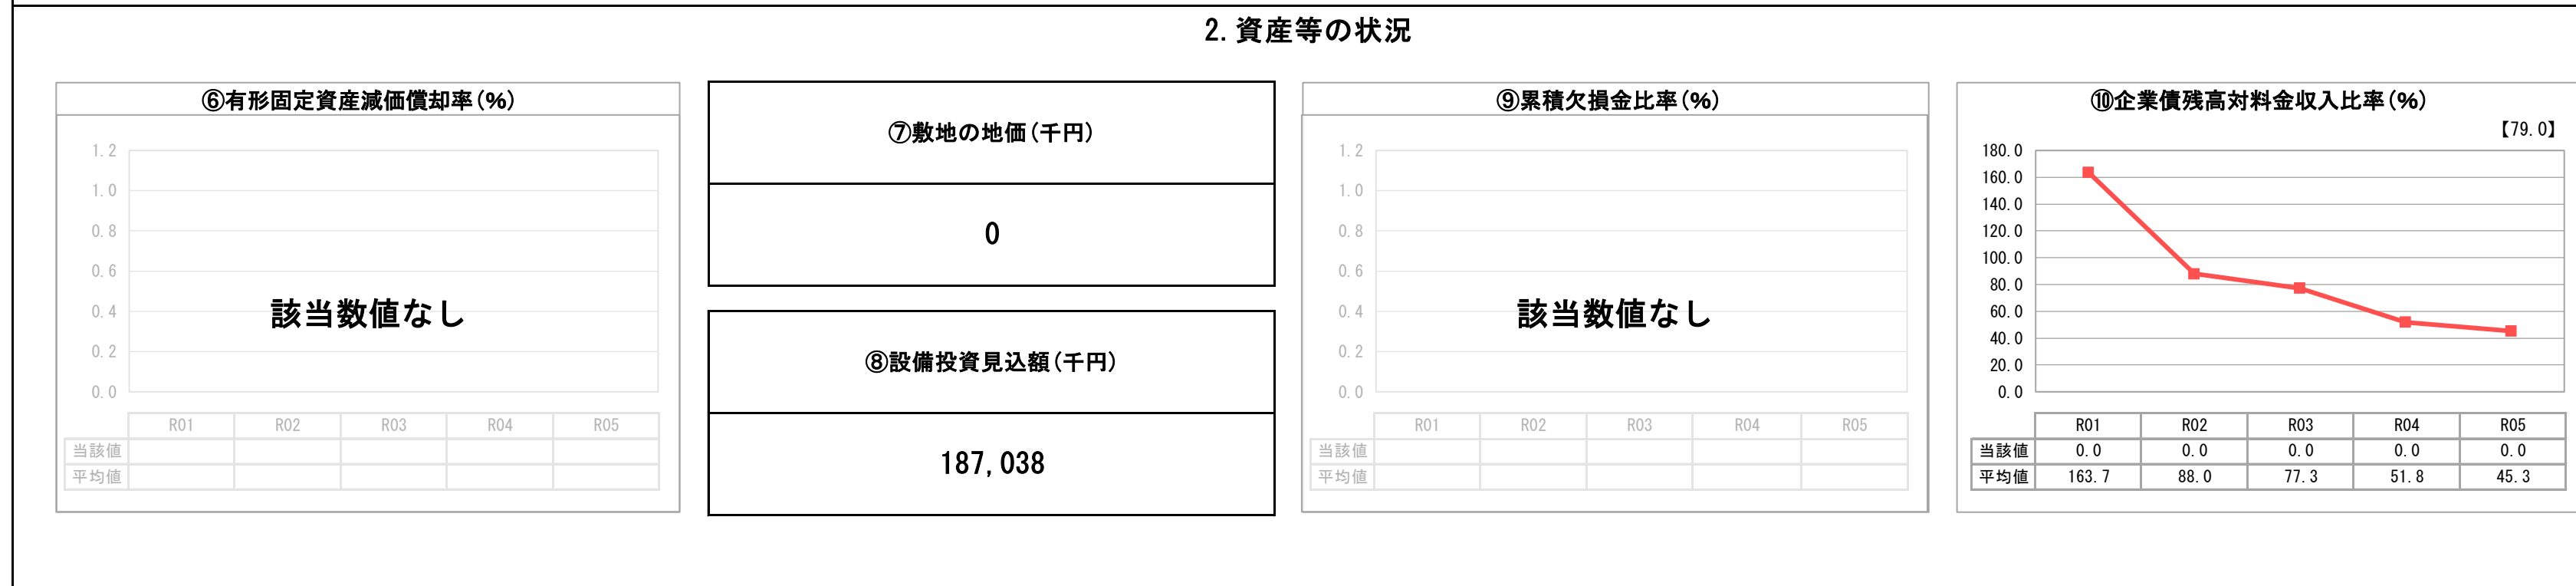 2.資産等の状況
⑥有形固定資産減価償却率(%)
1.2
1.0
0.8
0.6
0.4
0.2
0.0
該当数値なし
R01 R02 R03 R04 R05
当該値
平均値
⑦敷地の地価(千円)
0
⑧設備投資見込額(千円)
187,038
⑨累積欠損金比率(%)
1.2
1.0
0.8
0.6
0.4
0.2
0.0
該当数値なし
R01 R02 R03 R04 R05
当該値
平均値
⑩企業債残高対料金収入比率(%)
【79.0】
180.0
160.0
140.0
120.0
100.0
80.0
60.0
40.0
20.0
0.0
R01 R02 R03 R04 R05
当該値 0.0 0.0 0.0 0.0 0.0
平均値 163.7 88.0 77.3 51.8 45.3